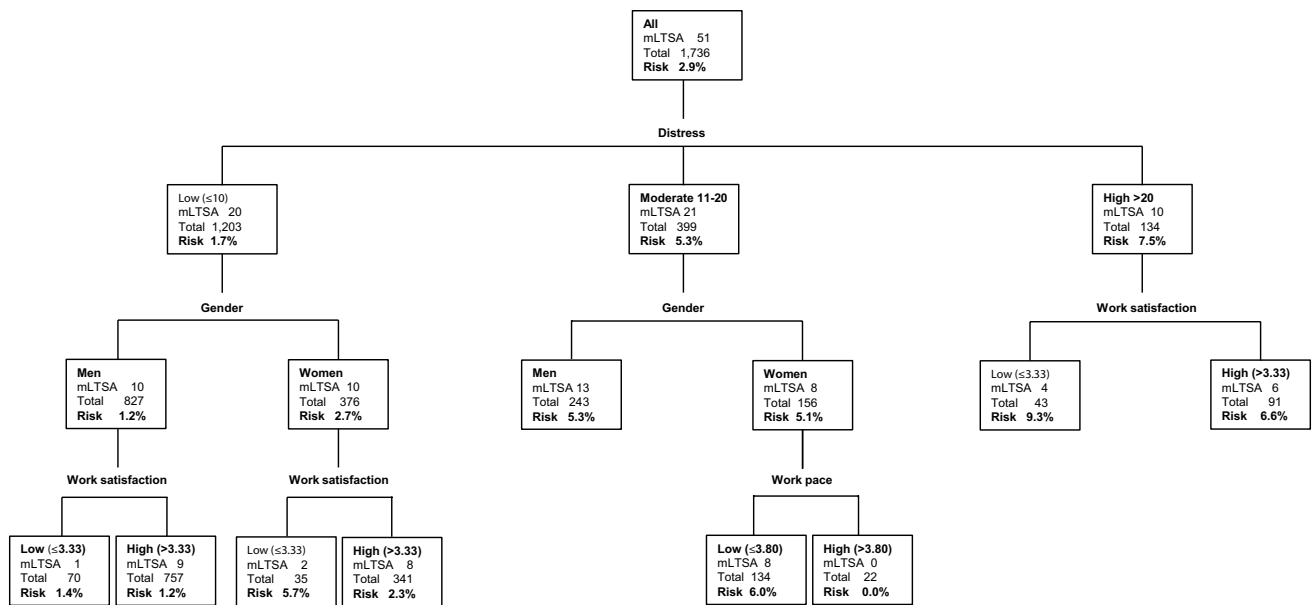 All
mLTSA 51
Total 1,736
Risk 2.9%
Distress
Low (≤10)
mLTSA 20
Total 1,203
Risk 1.7%
Moderate 11-20
mLTSA 21
Total 399
Risk 5.3%
High >20
mLTSA 10
Total 134
Risk 7.5%
Gender
Gender
Work satisfaction
Men
mLTSA 10
Total 827
Risk 1.2%
Women
mLTSA 10
Total 376
Risk 2.7%
Men
mLTSA 13
Total 243
Risk 5.3%
Women
mLTSA 8
Total 156
Risk 5.1%
Low (≤3.33)
mLTSA 4
Total 43
Risk 9.3%
High (>3.33)
mLTSA 6
Total 91
Risk 6.6%
Work satisfaction
Work satisfaction
Work pace
Low (≤3.33)
mLTSA 1
Total 70
Risk 1.4%
High (>3.33)
mLTSA 9
Total 757
Risk 1.2%
Low (≤3.33)
mLTSA 2
Total 35
Risk 5.7%
High (>3.33)
mLTSA 8
Total 341
Risk 2.3%
Low (≤3.80)
mLTSA 8
Total 134
Risk 6.0%
High (>3.80)
mLTSA 0
Total 22
Risk 0.0%